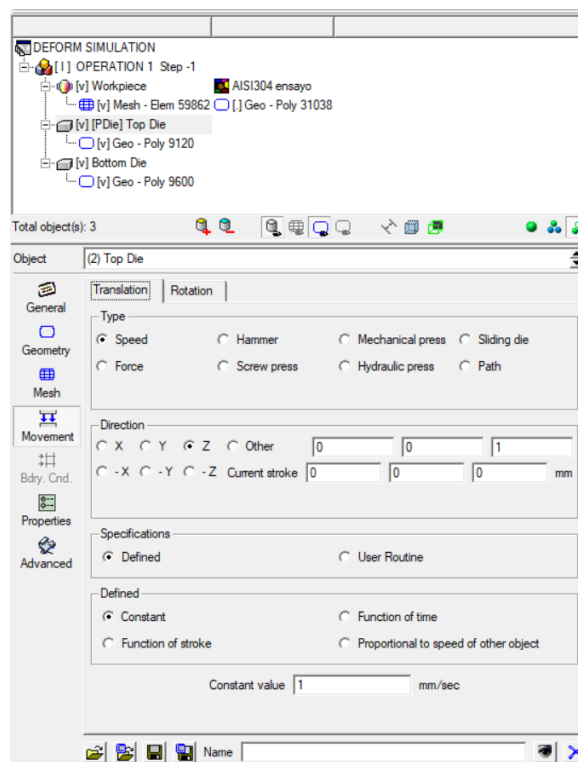 DEFORM SIMULATION
[ I ] OPERATION 1 Step -1
[v] Workpiece AISI304 ensayo
[v] Mesh - Elem 59862 [.] Geo - Poly 31038
[v] [PDie] Top Die
[v] Geo - Poly 9120
[v] Bottom Die
[v] Geo - Poly 9600
Total object(s): 3
Object (2) Top Die
General
Geometry
Mesh
Movement
Bdry. Cnd.
Properties
Advanced
Translation Rotation
Type
Speed Hammer Mechanical press Sliding die
Force Screw press Hydraulic press Path
Direction
X Y Z Other 0 0 1
- X - Y - Z Current stroke 0 0 0 mm
Specifications
Defined User Routine
Defined
Constant Function of time
Function of stroke Proportional to speed of other object
Constant value 1 mm/sec
Name